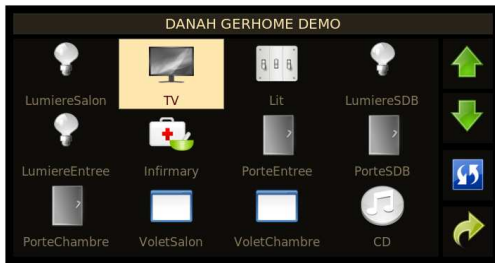 DANAH GERHOME DEMO
LumiereSalon TV Lit LumiereSDB
LumiereEntree Infirmary PorteEntree PorteSDB
PorteChambre VoletSalon VoletChambre CD